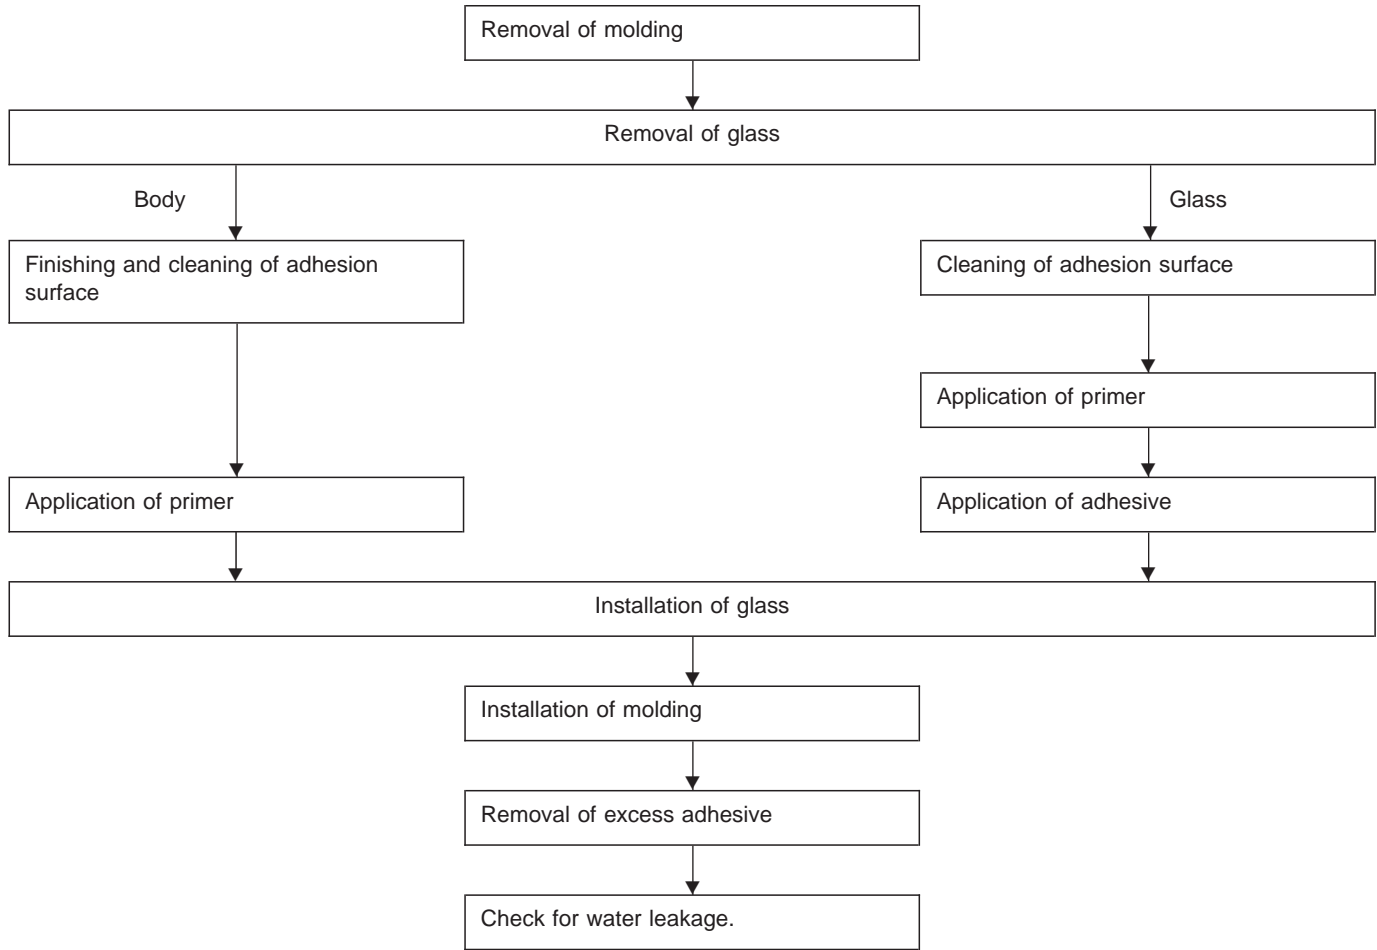 Removal of molding
Removal of glass
Body
Glass
Finishing and cleaning of adhesion
surface
Cleaning of adhesion surface
Application of primer
Application of primer
Application of adhesive
Installation of glass
Installation of molding
Removal of excess adhesive
Check for water leakage.